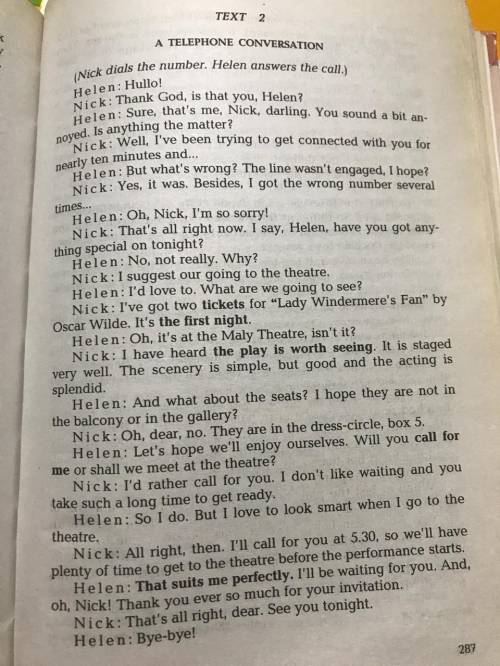 TEXT 2
A TELEPHONE CONVERSATION
(Nick dials the number. Helen answers the call.)
Helen: Hullo!
Nick: Thank God, is that you, Helen?
Helen: Sure, that's me, Nick, darling. You sound a bit an-
noyed. Is anything the matter?
Nick: Well, I've been trying to get connected with you for
nearly ten minutes and...
Helen: But what's wrong? The line wasn't engaged, I hope?
Nick: Yes, it was. Besides, I got the wrong number several
times...
Helen: Oh, Nick, I'm so sorry!
Nick: That's all right now. I say, Helen, have you got any-
thing special on tonight?
Helen: No, not really. Why?
Nick: I suggest our going to the theatre.
Helen: I'd love to. What are we going to see?
Nick: I've got two tickets for “Lady Windermere's Fan” by
Oscar Wilde. It's the first night.
Helen: Oh, it's at the Maly Theatre, isn't it?
Nick: I have heard the play is worth seeing. It is staged
very well. The scenery is simple, but good and the acting is
splendid.
Helen: And what about the seats? I hope they are not in
the balcony or in the gallery?
Nick: Oh, dear, no. They are in the dress-circle, box 5.
Helen: Let's hope we'll enjoy ourselves. Will you call for
me or shall we meet at the theatre?
Nick: I'd rather call for you. I don't like waiting and you
take such a long time to get ready.
Helen: So I do. But I love to look smart when I go to the
theatre.
Nick: All right, then. I'll call for you at 5.30, so we'll have
plenty of time to get to the theatre before the performance starts.
Helen: That suits me perfectly. I'll be waiting for you. And,
oh, Nick! Thank you ever so much for your invitation.
Nick: That's all right, dear. See you tonight.
Helen: Bye-bye!
287